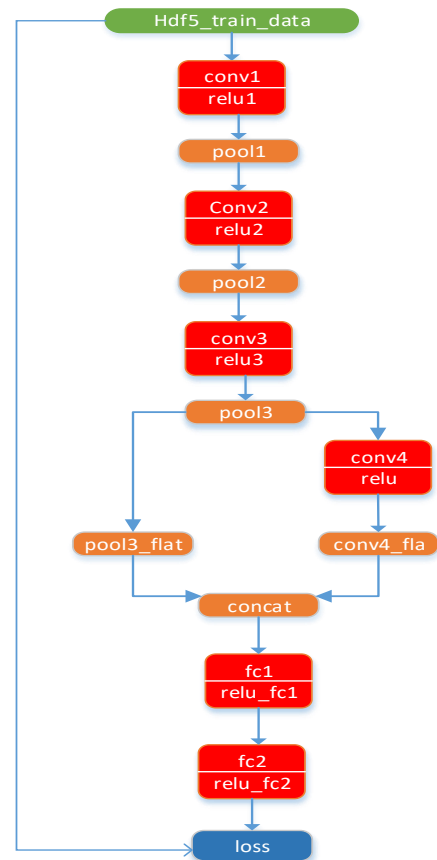 Hdf5_train_data
conv1
relu1
pool1
Conv2
relu2
pool2
conv3
relu3
pool3
conv4
relu
pool3_flat
conv4_fla
concat
fc1
relu_fc1
fc2
relu_fc2
loss